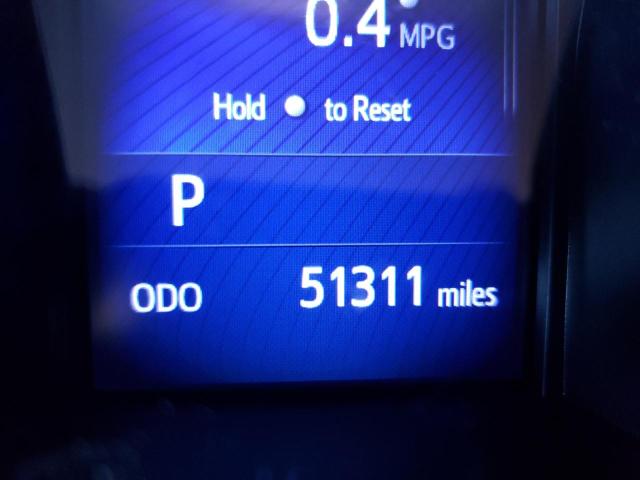 0.4 MPG
Hold to Reset
P
ODO 51311 miles